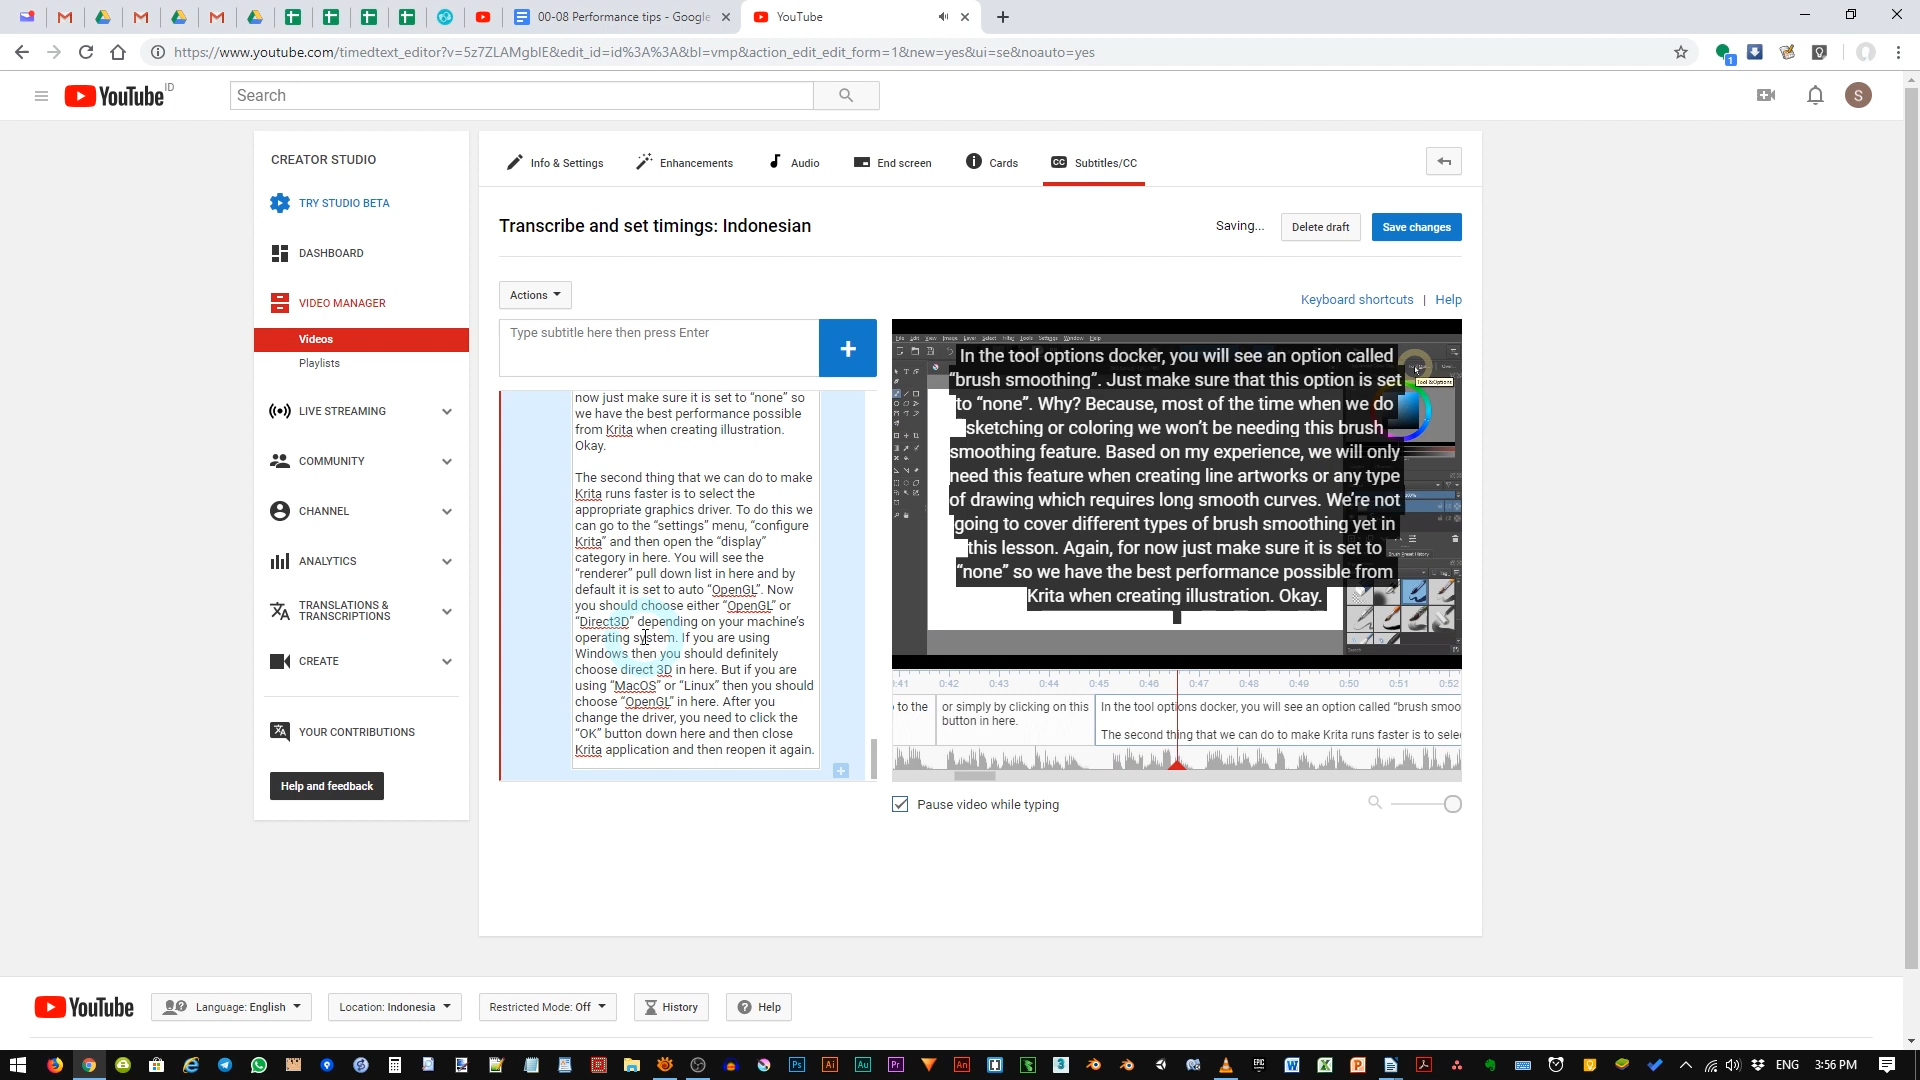 00-08 Performance tips - Google
YouTube
https://www.youtube.com/timedtext_editor?v=5z7ZLAMgbIE&edit_id=id%3A%3A&bl=vmp&action_edit_edit_form=1&new=yes&ui=se&noauto=yes
1
YouTube ID
Search
S
CREATOR STUDIO
TRY STUDIO BETA
DASHBOARD
VIDEO MANAGER
Videos
Playlists
LIVE STREAMING
COMMUNITY
CHANNEL
ANALYTICS
TRANSLATIONS &
TRANSCRIPTIONS
CREATE
YOUR CONTRIBUTIONS
Help and feedback
Info & Settings
Enhancements
Audio
End screen
Cards
CC Subtitles/CC
Transcribe and set timings: Indonesian
Saving...
Delete draft
Save changes
Actions
Keyboard shortcuts | Help
Type subtitle here then press Enter
+
now just make sure it is set to “none” so
we have the best performance possible
from Krita when creating illustration.
Okay.
The second thing that we can do to make
Krita runs faster is to select the
appropriate graphics driver. To do this we
can go to the “settings” menu, “configure
Krita” and then open the “display”
category in here. You will see the
“renderer” pull down list in here and by
default it is set to auto “OpenGL”. Now
you should choose either “OpenGL” or
“Direct3D” depending on your machine’s
operating system. If you are using
Windows then you should definitely
choose direct 3D in here. But if you are
using “MacOS” or “Linux” then you should
choose “OpenGL” in here. After you
change the driver, you need to click the
“OK” button down here and then close
Krita application and then reopen it again.
File Edit View Image Layer Select Filter Tools Settings Window Help
Tool Options
In the tool options docker, you will see an option called
“brush smoothing”. Just make sure that this option is set
to “none”. Why? Because, most of the time when we do
sketching or coloring we won’t be needing this brush
smoothing feature. Based on my experience, we will only
need this feature when creating line artworks or any type
of drawing which requires long smooth curves. We’re not
going to cover different types of brush smoothing yet in
this lesson. Again, for now just make sure it is set to
“none” so we have the best performance possible from
Krita when creating illustration. Okay.
Brush Preset History
:41 0:42 0:43 0:44 0:45 0:46 0:47 0:48 0:49 0:50 0:51 0:52
to the
or simply by clicking on this
button in here.
In the tool options docker, you will see an option called “brush smoo
The second thing that we can do to make Krita runs faster is to sele
Pause video while typing
YouTube
Language: English
Location: Indonesia
Restricted Mode: Off
History
Help
ENG
3:56 PM